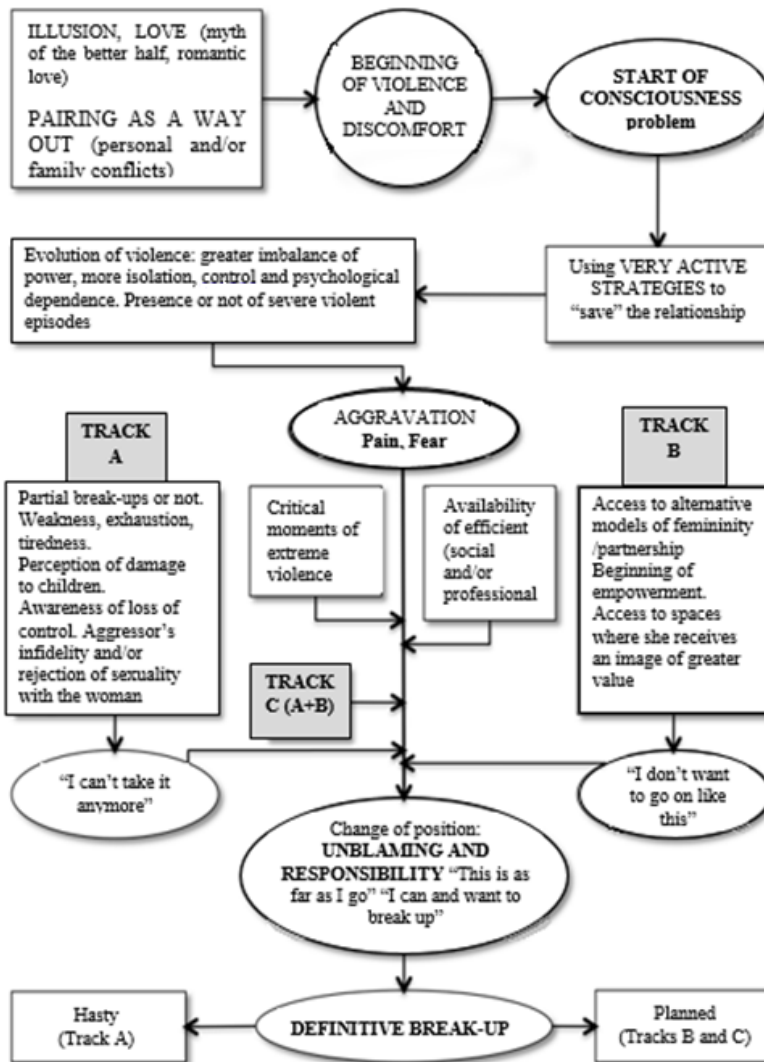 ILLUSION, LOVE (myth
of the better half, romantic
love)
PAIRING AS A WAY
OUT (personal and/or
family conflicts)
BEGINNING
OF VIOLENCE
AND
DISCOMFORT
START OF
CONSCIOUSNESS
problem
Evolution of violence: greater imbalance of
power, more isolation, control and psychological
dependence. Presence or not of severe violent
episodes
Using VERY ACTIVE
STRATEGIES to
“save” the relationship
AGGRAVATION
Pain, Fear
TRACK
A
Partial break-ups or not.
Weakness, exhaustion,
tiredness.
Perception of damage
to children.
Awareness of loss of
control. Aggressor’s
infidelity and/or
rejection of sexuality
with the woman
Critical
moments of
extreme
violence
Availability
of efficient
(social
and/or
professional
TRACK
B
Access to alternative
models of femininity
/partnership
Beginning of
empowerment.
Access to spaces
where she receives
an image of greater
value
TRACK
C (A+B)
“I can’t take it
anymore”
“I don’t want
to go on like
this”
Change of position:
UNBLAMING AND
RESPONSIBILITY “This is as
far as I go” “I can and want to
break up”
Hasty
(Track A)
DEFINITIVE BREAK-UP
Planned
(Tracks B and C)